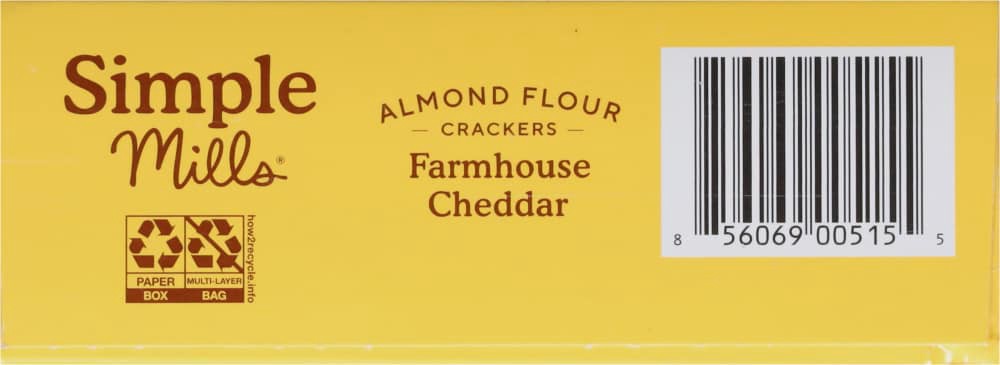 Simple
Mills®
ALMOND FLOUR
— CRACKERS —
Farmhouse
Cheddar
PAPER
BOX
MULTI-LAYER
BAG
how2recycle.info
8 56069 00515 5